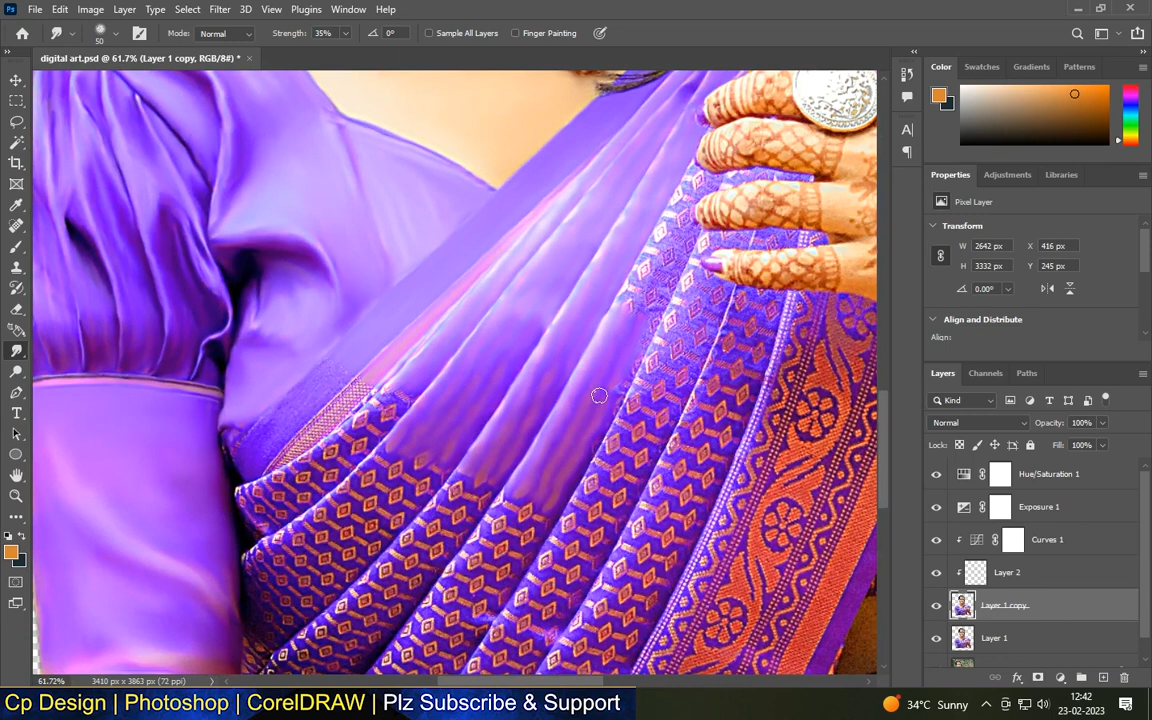 Ps File Edit Image Layer Type Select Filter 3D View Plugins Window Help
50 Mode: Normal Strength: 35% 0° Sample All Layers Finger Painting
digital art.psd @ 61.7% (Layer 1 copy, RGB/8#) * ×
Color Swatches Gradients Patterns
Properties Adjustments Libraries
Pixel Layer
Transform
W 2642 px X 416 px
H 3332 px Y 245 px
0.00°
Align and Distribute
Align:
Layers Channels Paths
Kind
Normal Opacity: 100%
Lock: Fill: 100%
Hue/Saturation 1
Exposure 1
Curves 1
Layer 2
Layer 1 copy
Layer 1
61.72% 3410 px x 3863 px (72 ppi)
Cp Design | Photoshop | CorelDRAW | Plz Subscribe & Support
34°C Sunny
12:42
23-02-2023